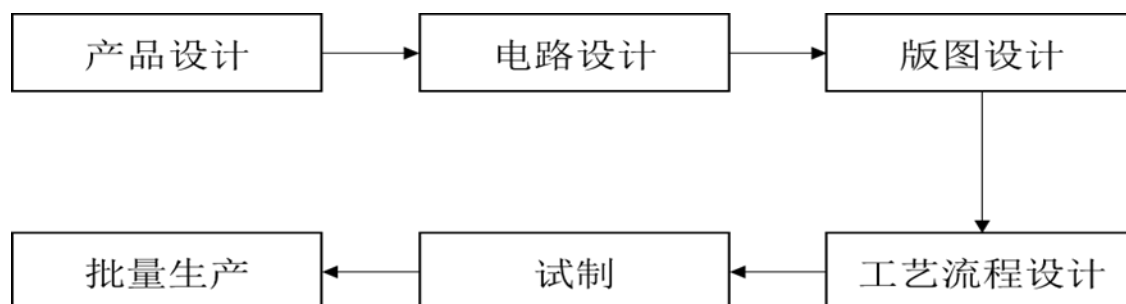 产品设计
电路设计
版图设计
工艺流程设计
试制
批量生产